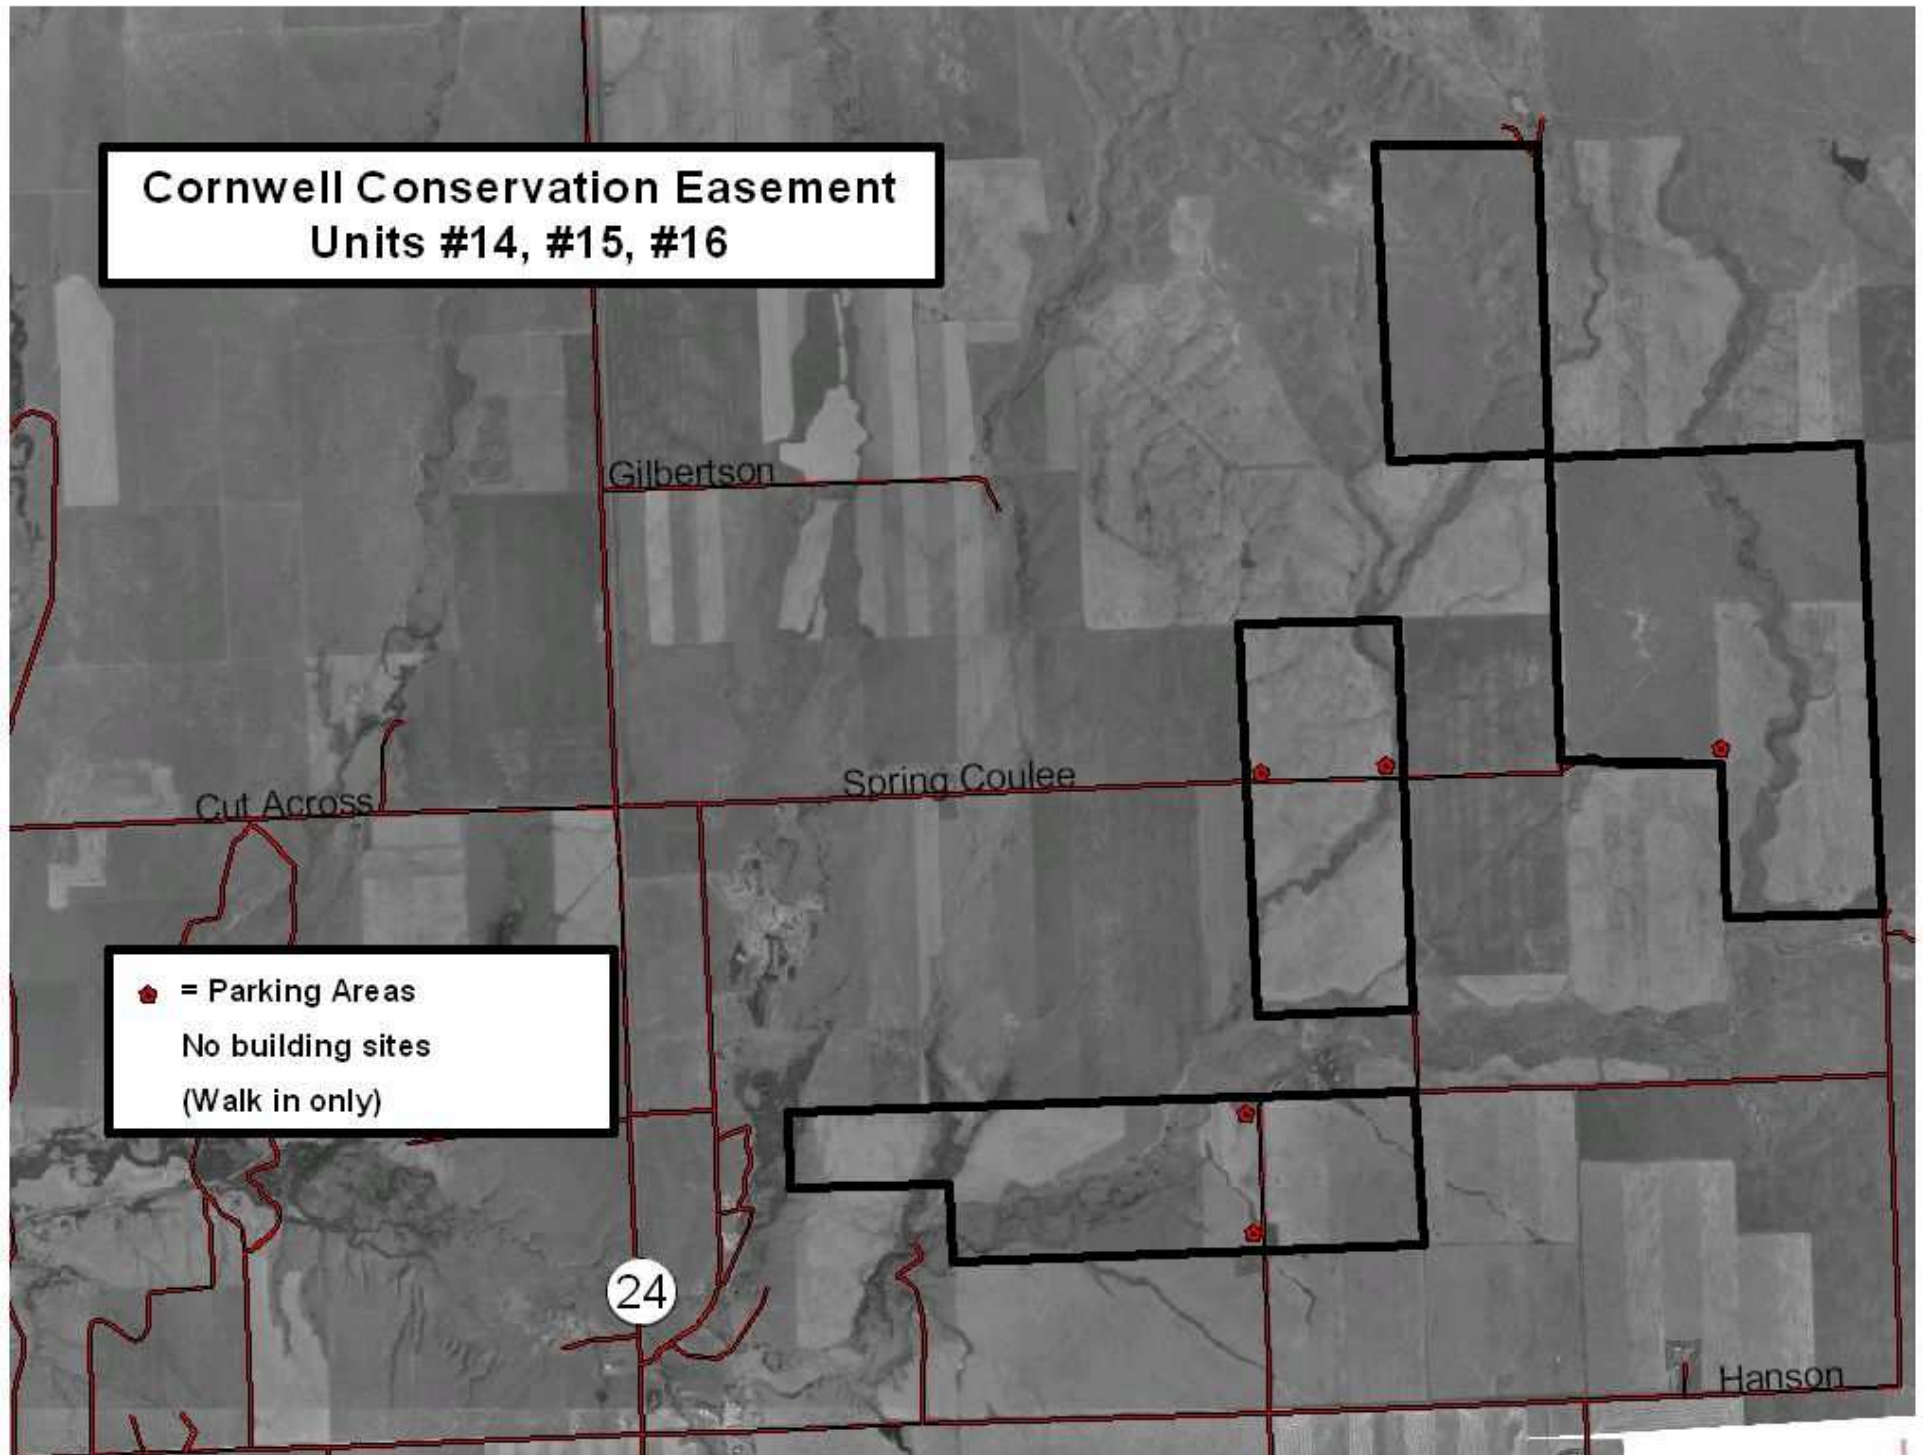 Cornwell Conservation Easement
Units #14, #15, #16
Gilbertson
Spring Coulee
Cut Across
= Parking Areas
No building sites
(Walk in only)
24
Hanson